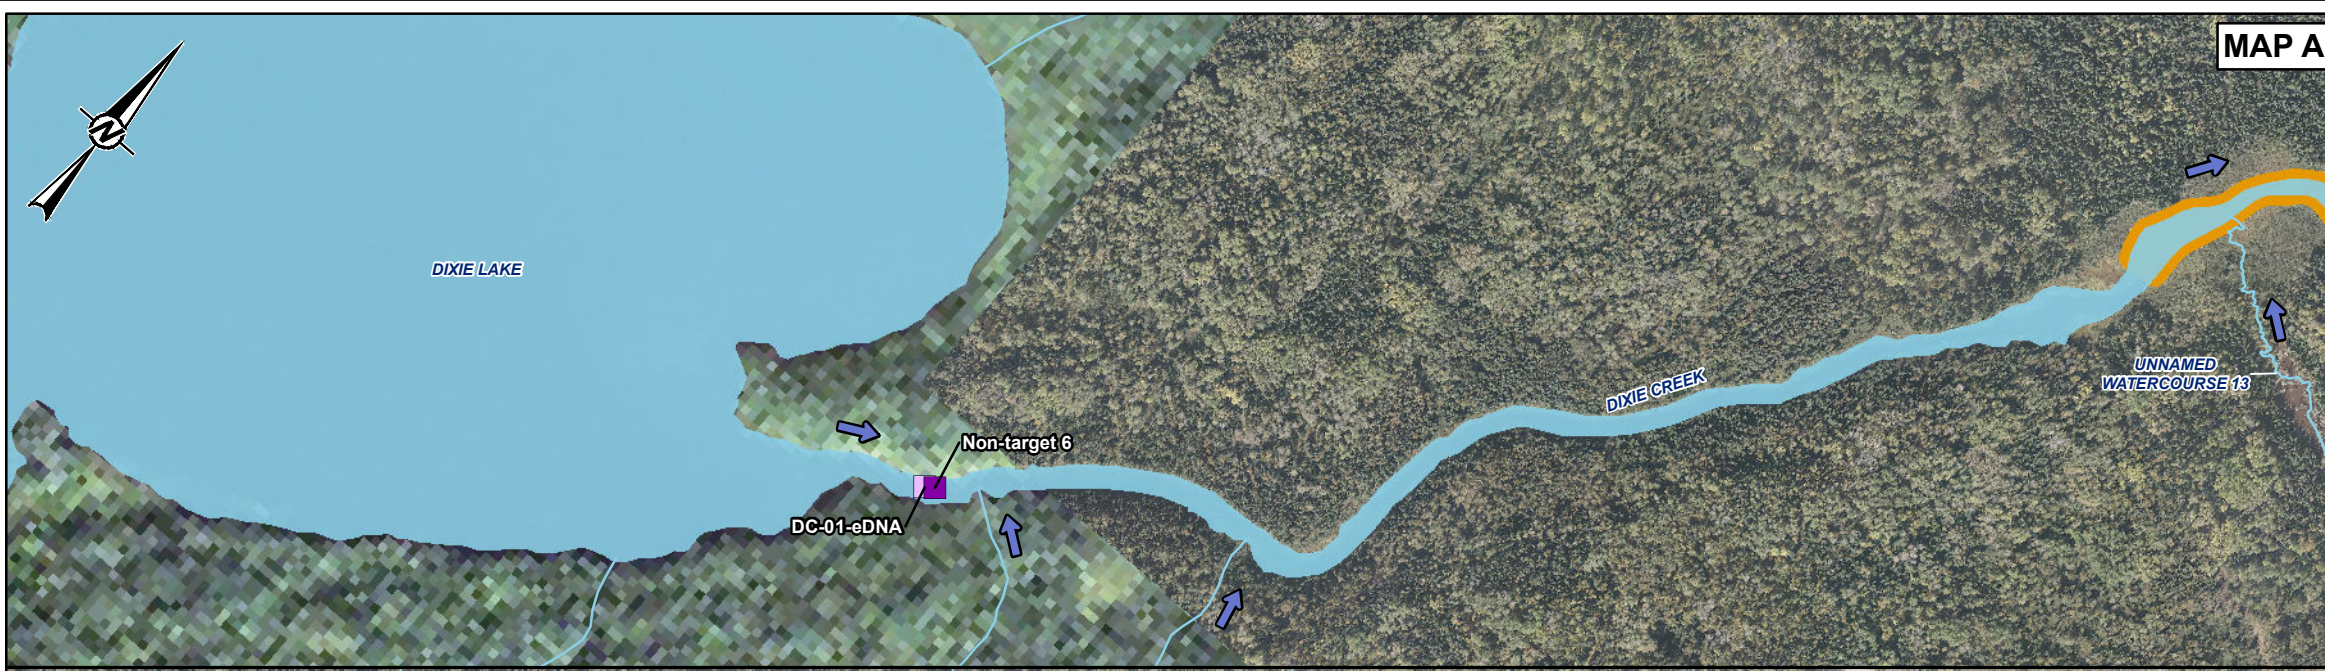 MAP A
N
DIXIE LAKE
DIXIE CREEK
UNNAMED
WATERCOURSE 13
Non-target 6
DC-01-eDNA